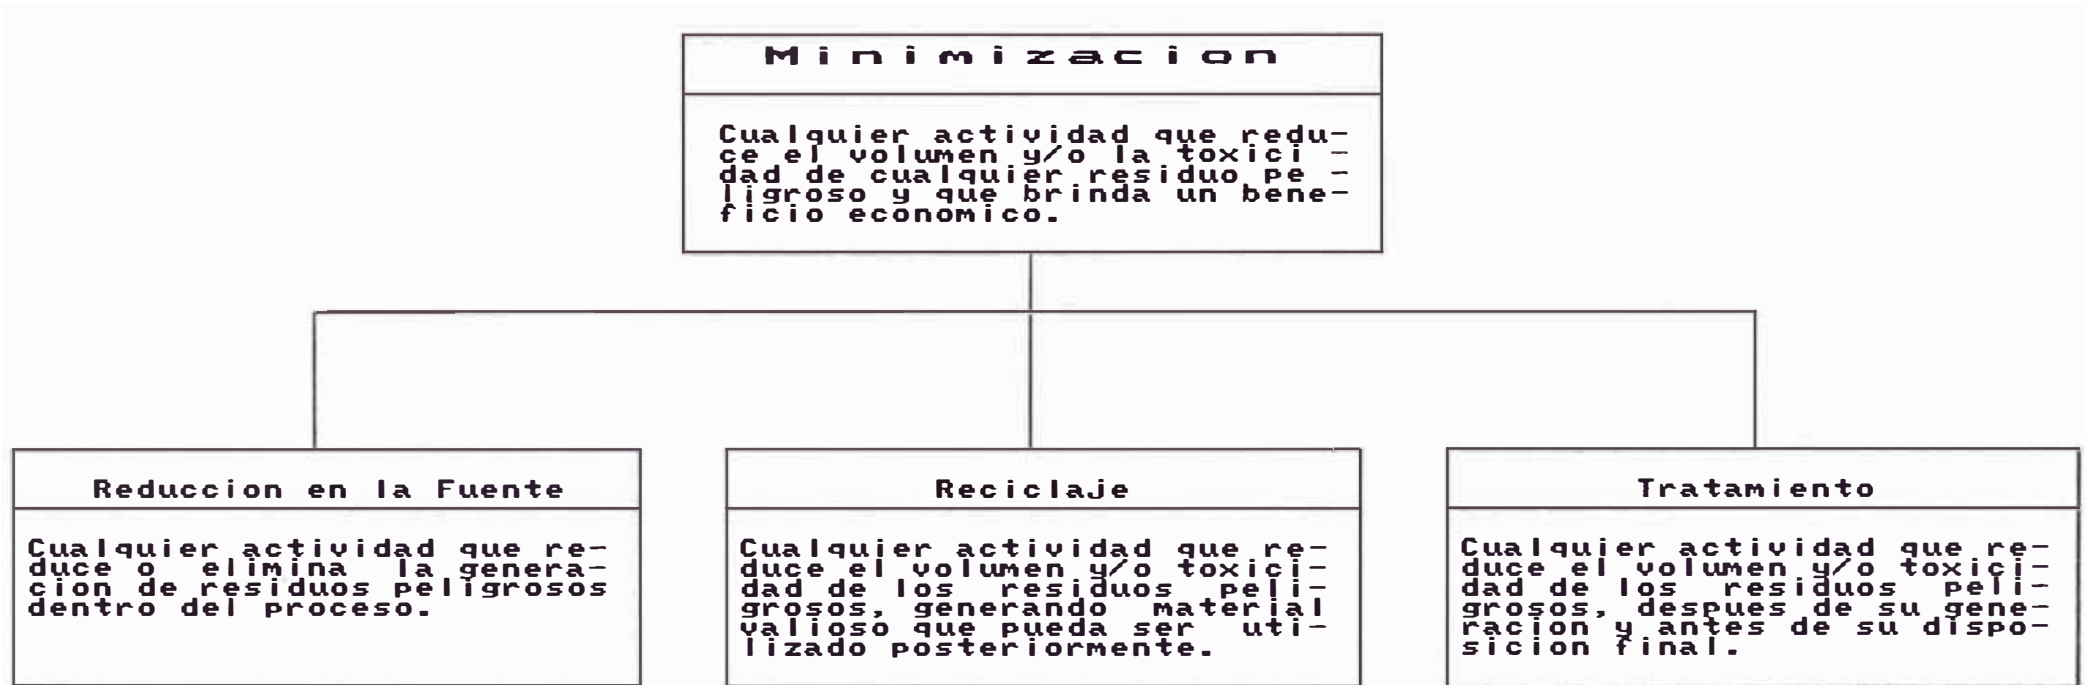 Minimizacion
Cualquier actividad que redu-
ce el volumen y/o la toxici -
dad de cualquier residuo pe -
ligroso y que brinda un bene-
ficio economico.
Reduccion en la Fuente
Cualquier actividad que re-
duce o elimina la genera-
cion de residuos peligrosos
dentro del proceso.
Reciclaje
Cualquier actividad que re-
duce el volumen y/o toxici-
dad de los residuos peli-
grosos, generando material
valioso que pueda ser uti-
lizado posteriormente.
Tratamiento
Cualquier actividad que re-
duce el volumen y/o toxici-
dad de los residuos peli-
grosos, despues de su gene-
racion y antes de su dispo-
sicion final.